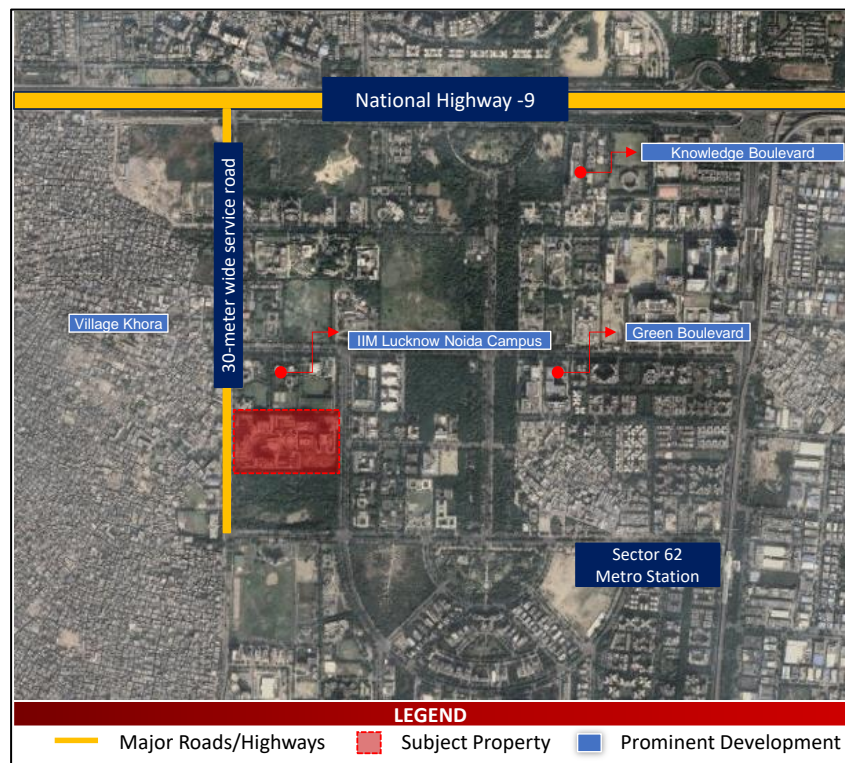 National Highway -9
Knowledge Boulevard
30-meter wide service road
Village Khora
IIM Lucknow Noida Campus
Green Boulevard
Sector 62
Metro Station
LEGEND
Major Roads/Highways
Subject Property
Prominent Development